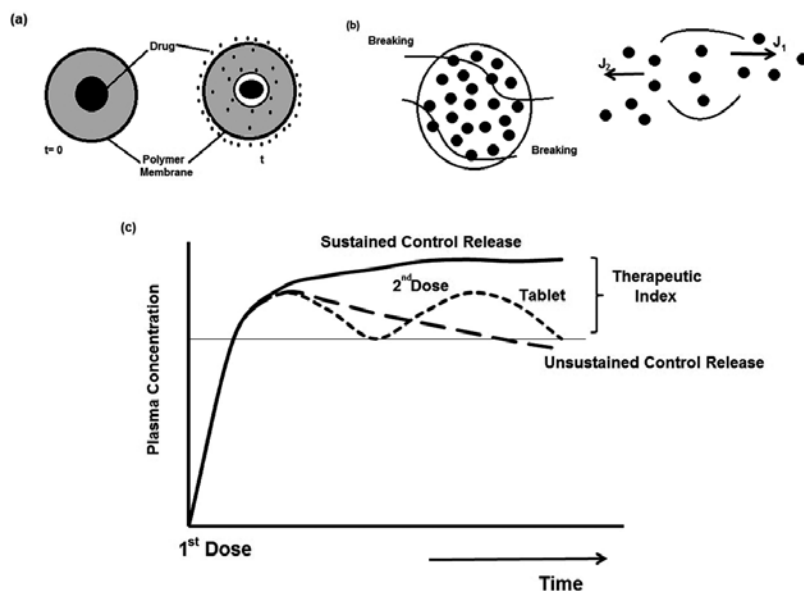 (a)
Drug
t= 0
Polymer
Membrane
t
(b)
Breaking
Breaking
J2
J1
(c)
Sustained Control Release
2nd Dose
Tablet
Therapeutic
Index
Unsustained Control Release
Plasma Concentration
1st Dose
Time